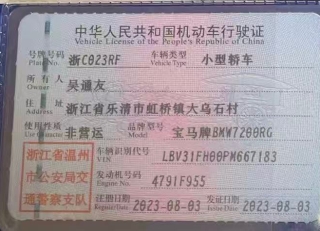 中华人民共和国机动车行驶证
Vehicle License of the People's Republic of China
号牌号码 浙C023RF 车辆类型 小型轿车
Plate No. Vehicle Type
所有人 吴通友
Owner
住址 浙江省乐清市虹桥镇大乌石村
Address
使用性质 非营运 品牌型号 宝马牌BMW7200RG
Use Character Model
浙江省温州市公安局交通警察支队
车辆识别代号 LBV31FH00PM667183
VIN
发动机号码 4791F955
Engine No.
注册日期 2023-08-03 发证日期 2023-08-03
Register Date Issue Date